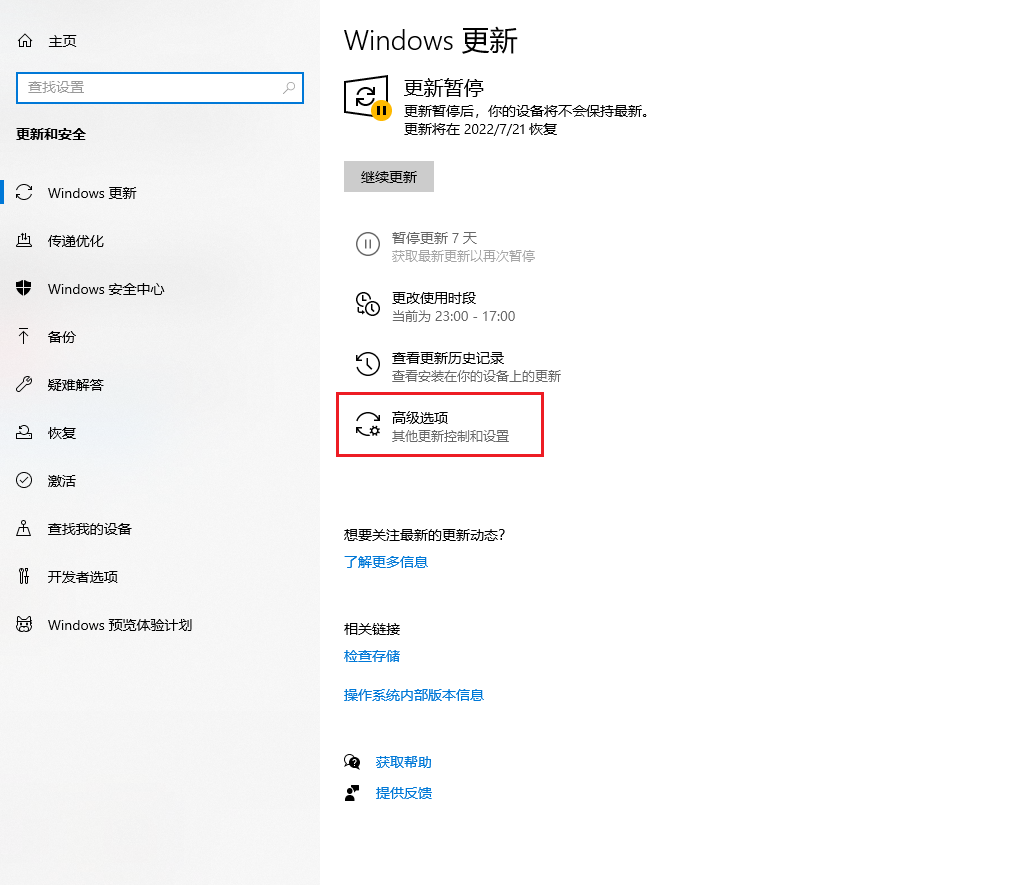 主页
查找设置
更新和安全
Windows 更新
传递优化
Windows 安全中心
备份
疑难解答
恢复
激活
查找我的设备
开发者选项
Windows 预览体验计划
Windows 更新
更新暂停
更新暂停后，你的设备将不会保持最新。
更新将在 2022/7/21 恢复
继续更新
暂停更新 7 天
获取最新更新以再次暂停
更改使用时段
当前为 23:00 - 17:00
查看更新历史记录
查看安装在你的设备上的更新
高级选项
其他更新控制和设置
想要关注最新的更新动态?
了解更多信息
相关链接
检查存储
操作系统内部版本信息
获取帮助
提供反馈